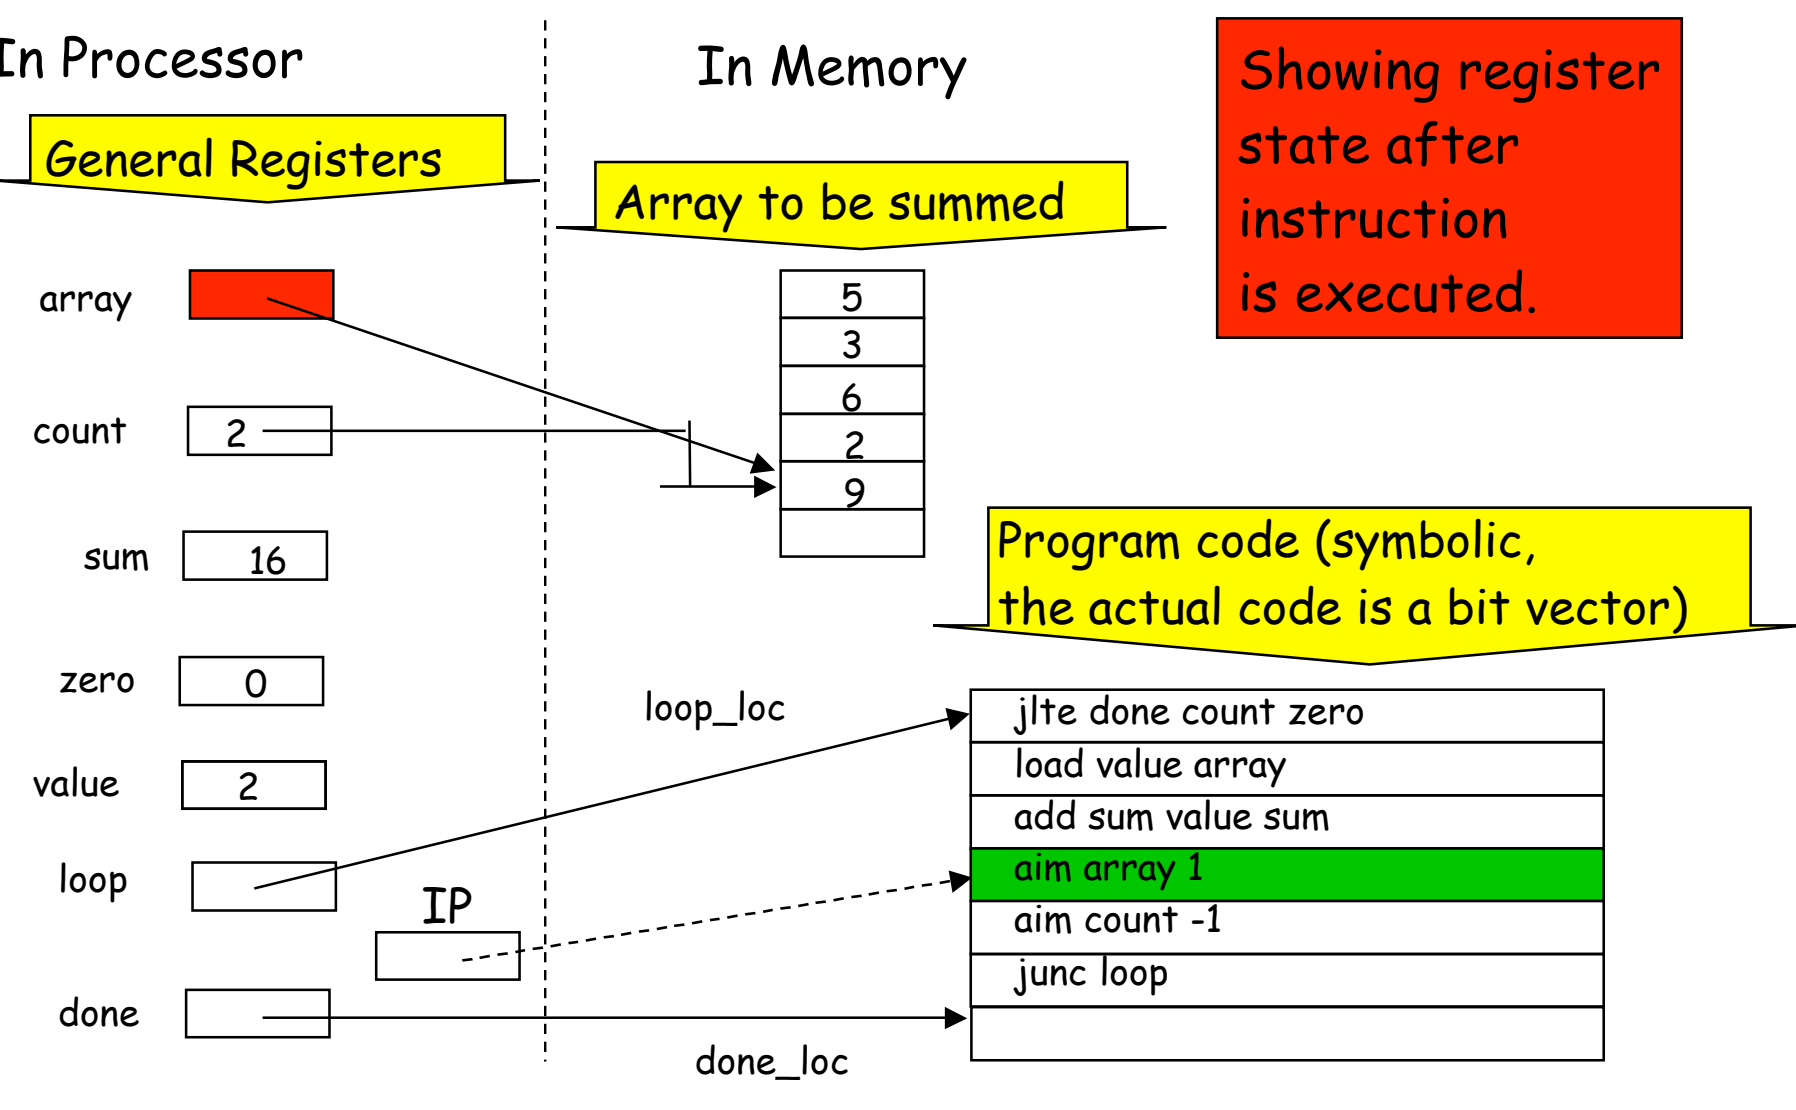 In Processor
In Memory
Showing register
state after
instruction
is executed.
General Registers
Array to be summed
array
count
2
sum
16
zero
0
value
2
loop
IP
done
5
3
6
2
9
Program code (symbolic,
the actual code is a bit vector)
loop_loc
done_loc
jlte done count zero
load value array
add sum value sum
aim array 1
aim count -1
junc loop